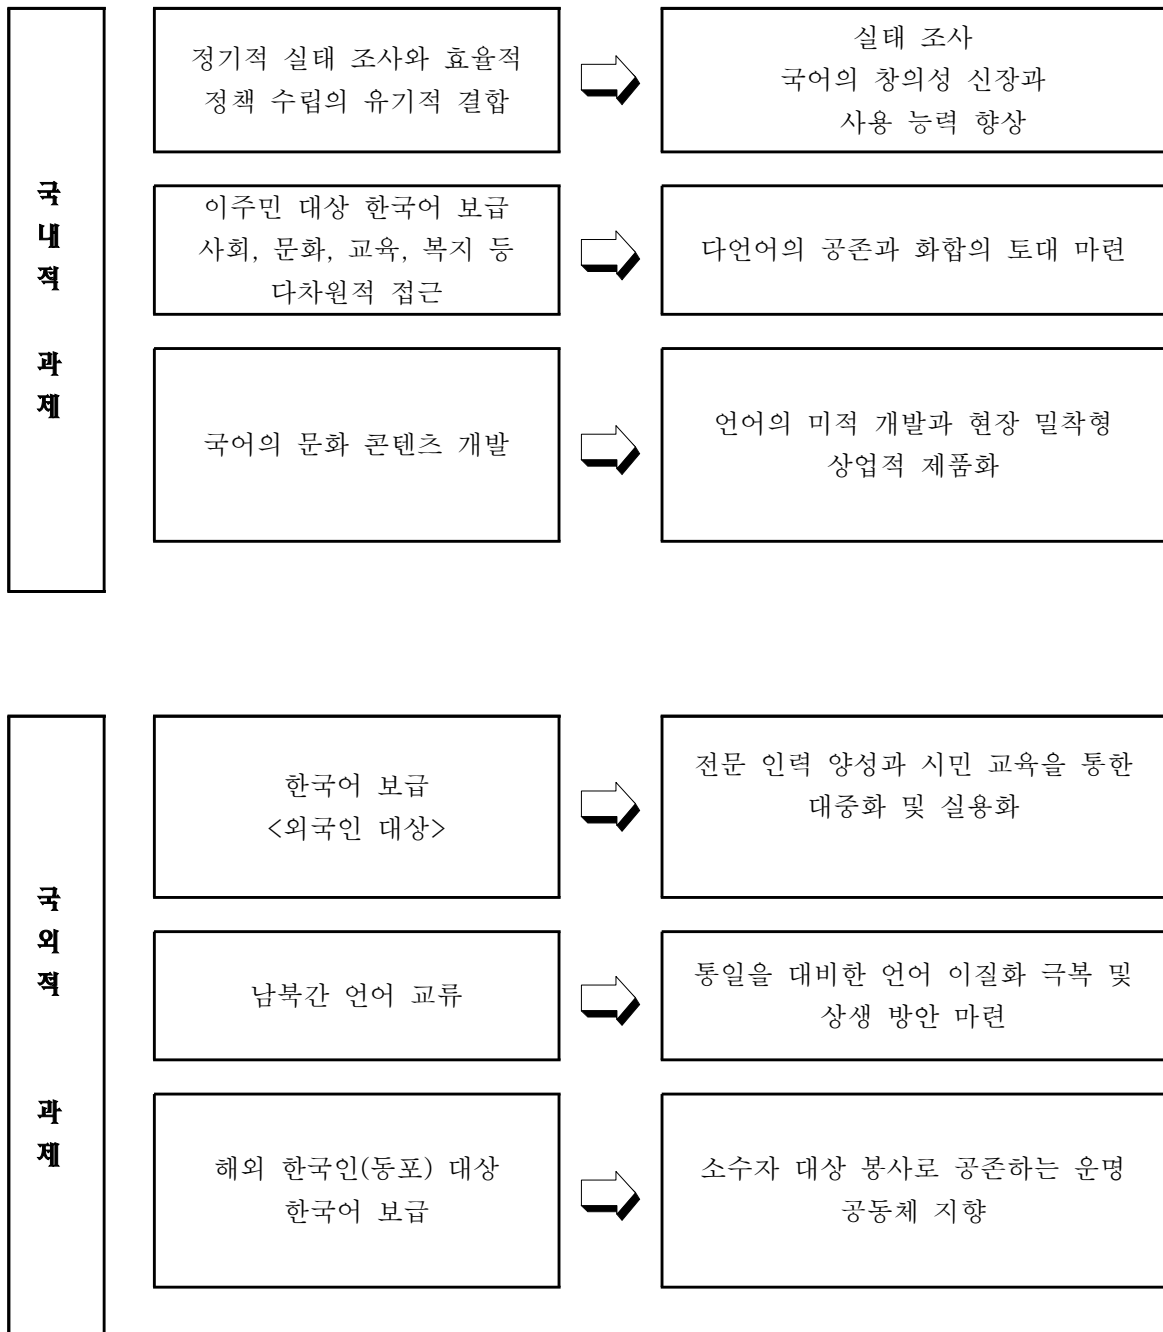 국
내
적
과
제
정기적 실태 조사와 효율적
정책 수립의 유기적 결합
실태 조사
국어의 창의성 신장과
사용 능력 향상
이주민 대상 한국어 보급
사회, 문화, 교육, 복지 등
다차원적 접근
다언어의 공존과 화합의 토대 마련
국어의 문화 콘텐츠 개발
언어의 미적 개발과 현장 밀착형
상업적 제품화
국
외
적
과
제
한국어 보급
<외국인 대상>
전문 인력 양성과 시민 교육을 통한
대중화 및 실용화
남북간 언어 교류
통일을 대비한 언어 이질화 극복 및
상생 방안 마련
해외 한국인(동포) 대상
한국어 보급
소수자 대상 봉사로 공존하는 운명
공동체 지향